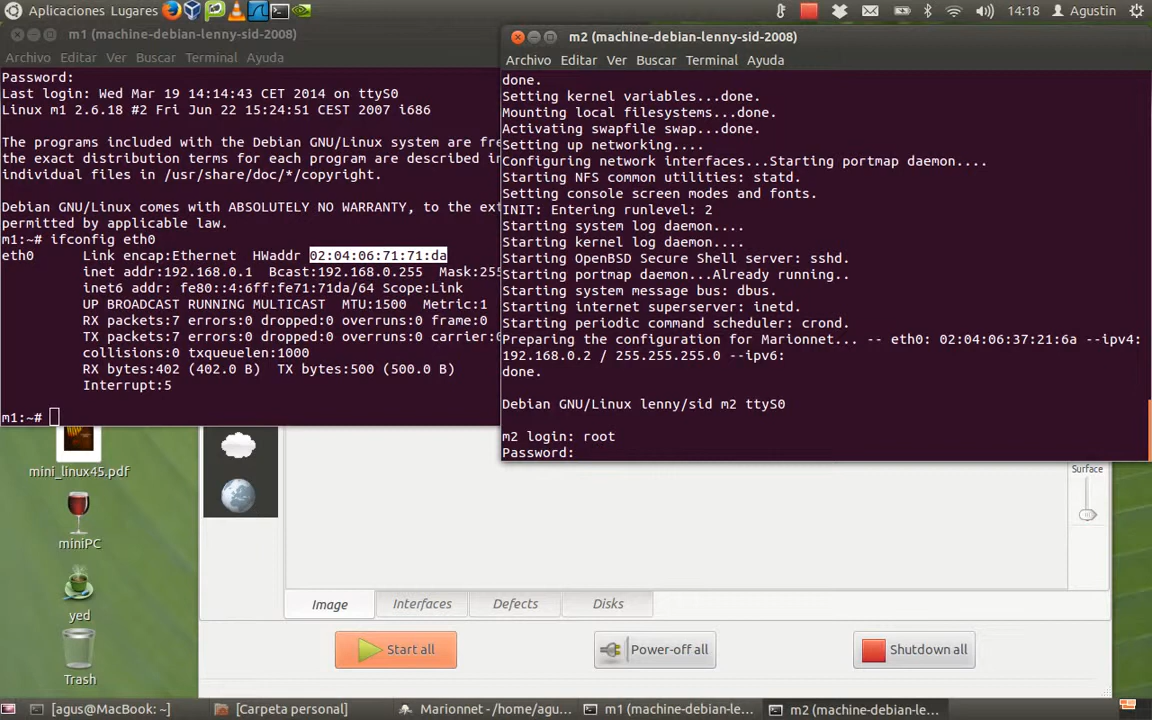 Aplicaciones Lugares
14:18 Agustin
m1 (machine-debian-lenny-sid-2008)
Archivo Editar Ver Buscar Terminal Ayuda
Password:
Last login: Wed Mar 19 14:14:43 CET 2014 on ttyS0
Linux m1 2.6.18 #2 Fri Jun 22 15:24:51 CEST 2007 i686
The programs included with the Debian GNU/Linux system are fre
the exact distribution terms for each program are described in
individual files in /usr/share/doc/*/copyright.
Debian GNU/Linux comes with ABSOLUTELY NO WARRANTY, to the ext
permitted by applicable law.
m1:~# ifconfig eth0
eth0 Link encap:Ethernet HWaddr 02:04:06:71:71:da
inet addr:192.168.0.1 Bcast:192.168.0.255 Mask:255
inet6 addr: fe80::4:6ff:fe71:71da/64 Scope:Link
UP BROADCAST RUNNING MULTICAST MTU:1500 Metric:1
RX packets:7 errors:0 dropped:0 overruns:0 frame:0
TX packets:7 errors:0 dropped:0 overruns:0 carrier:0
collisions:0 txqueuelen:1000
RX bytes:402 (402.0 B) TX bytes:500 (500.0 B)
Interrupt:5
m1:~#
m2 (machine-debian-lenny-sid-2008)
Archivo Editar Ver Buscar Terminal Ayuda
done.
Setting kernel variables...done.
Mounting local filesystems...done.
Activating swapfile swap...done.
Setting up networking....
Configuring network interfaces...Starting portmap daemon....
Starting NFS common utilities: statd.
Setting console screen modes and fonts.
INIT: Entering runlevel: 2
Starting system log daemon....
Starting kernel log daemon....
Starting OpenBSD Secure Shell server: sshd.
Starting portmap daemon...Already running..
Starting system message bus: dbus.
Starting internet superserver: inetd.
Starting periodic command scheduler: crond.
Preparing the configuration for Marionnet... -- eth0: 02:04:06:37:21:6a --ipv4:
192.168.0.2 / 255.255.255.0 --ipv6:
done.
Debian GNU/Linux lenny/sid m2 ttyS0
m2 login: root
Password:
mini_linux45.pdf
miniPC
yed
Trash
Surface
Image Interfaces Defects Disks
Start all Power-off all Shutdown all
[agus@MacBook: ~] [Carpeta personal] Marionnet - /home/agu... m1 (machine-debian-le... m2 (machine-debian-le...